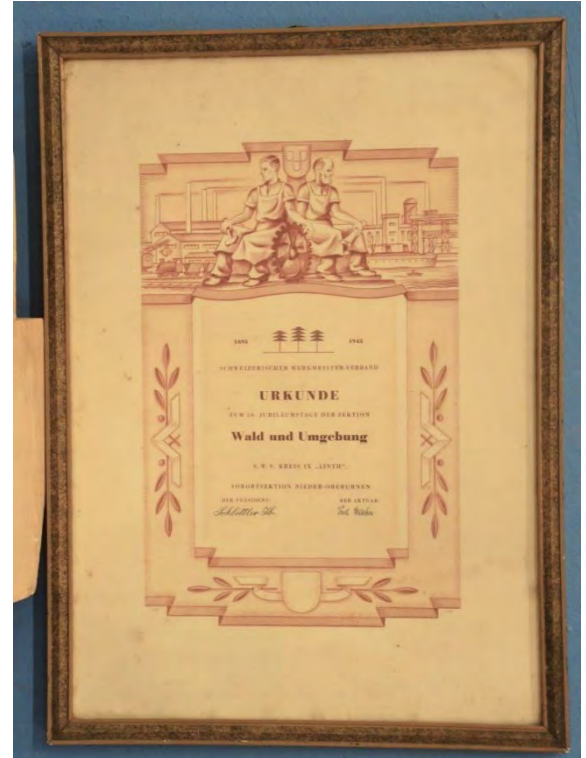 1895 1945
SCHWEIZERISCHER WERKMEISTER-VERBAND
URKUNDE
ZUM 50. JUBILÄUMSTAGE DER SEKTION
Wald und Umgebung
S.W.V. KREIS IX „LINTH“.
VORORTSEKTION NIEDER-OBERURNEN
DER PRÄSIDENT: DER AKTUAR:
Schlittler